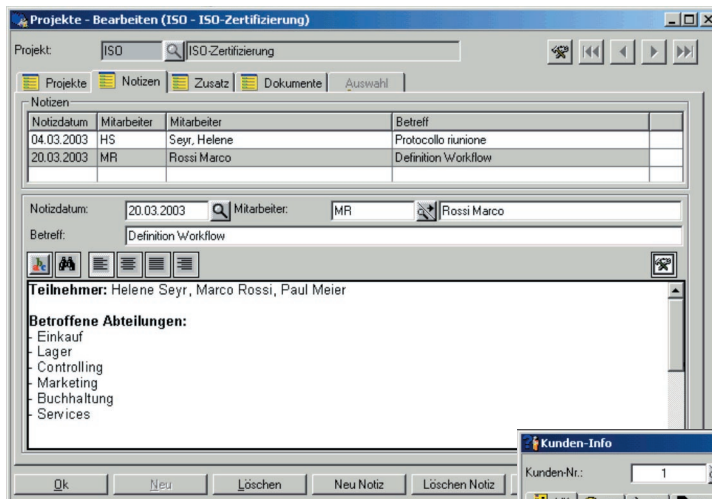 Projekte - Bearbeiten (ISO - ISO-Zertifizierung)
Projekt: ISO ISO-Zertifizierung
Projekte Notizen Zusatz Dokumente Auswahl
Notizen
Notizdatum Mitarbeiter Mitarbeiter Betreff
04.03.2003 HS Seyr, Helene Protocollo riunione
20.03.2003 MR Rossi Marco Definition Workflow
Notizdatum: 20.03.2003 Mitarbeiter: MR Rossi Marco
Betreff: Definition Workflow
Teilnehmer: Helene Seyr, Marco Rossi, Paul Meier
Betroffene Abteilungen:
- Einkauf
- Lager
- Controlling
- Marketing
- Buchhaltung
- Services
Kunden-Info
Kunden-Nr.: 1
Ok Neu Löschen Neu Notiz Löschen Notiz